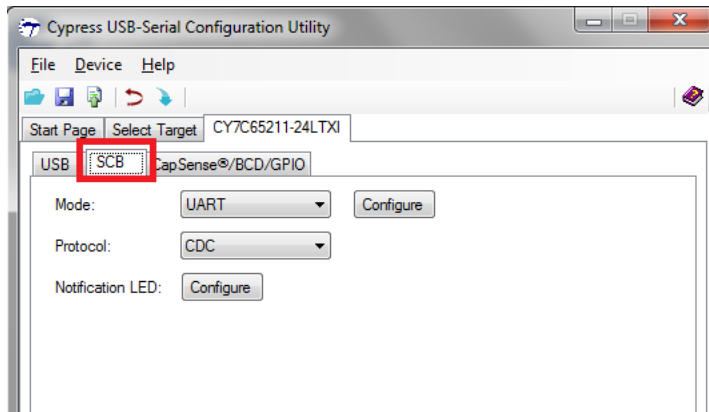 Cypress USB-Serial Configuration Utility
File Device Help
Start Page Select Target CY7C65211-24LTXI
USB SCB CapSense®/BCD/GPIO
Mode: UART Configure
Protocol: CDC
Notification LED: Configure